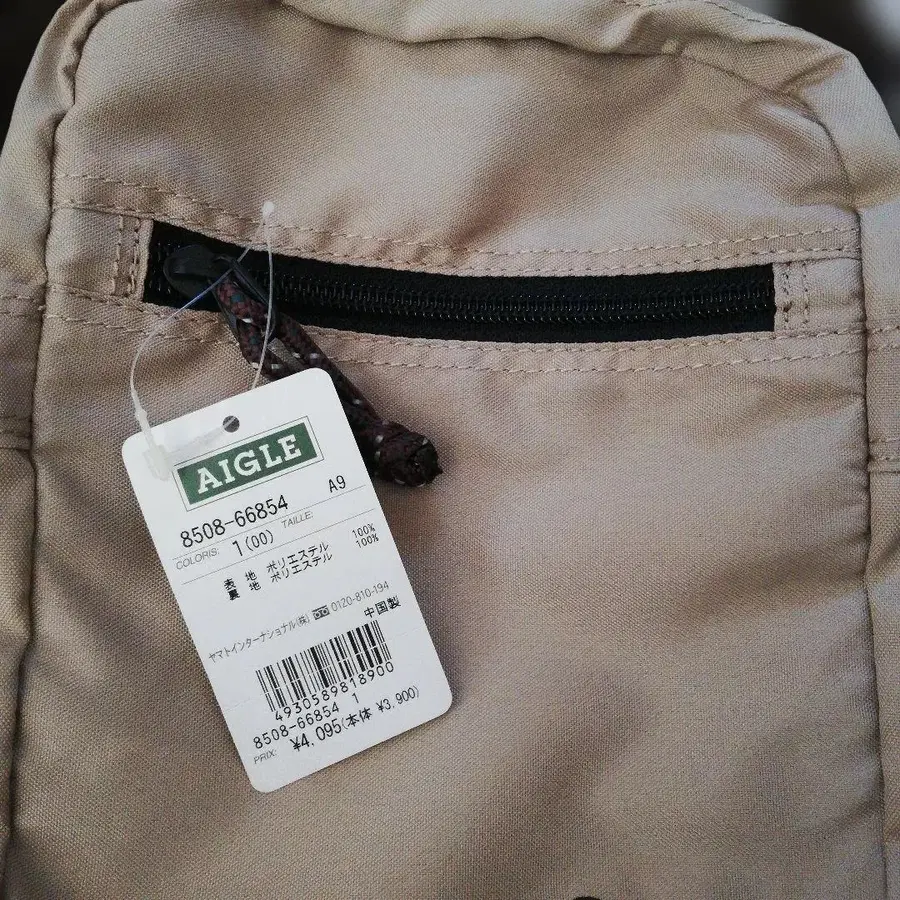 AIGLE
8508-66854 A9
COLORIS: 1(00) TAILLE:
表 地 ポリエステル 100%
裏 地 ポリエステル 100%
中国製
ヤマトインターナショナル(株) 0120-810-194
4930589818900
8508-66854 1
PRIX: ¥4,095(本体 ¥3,900)